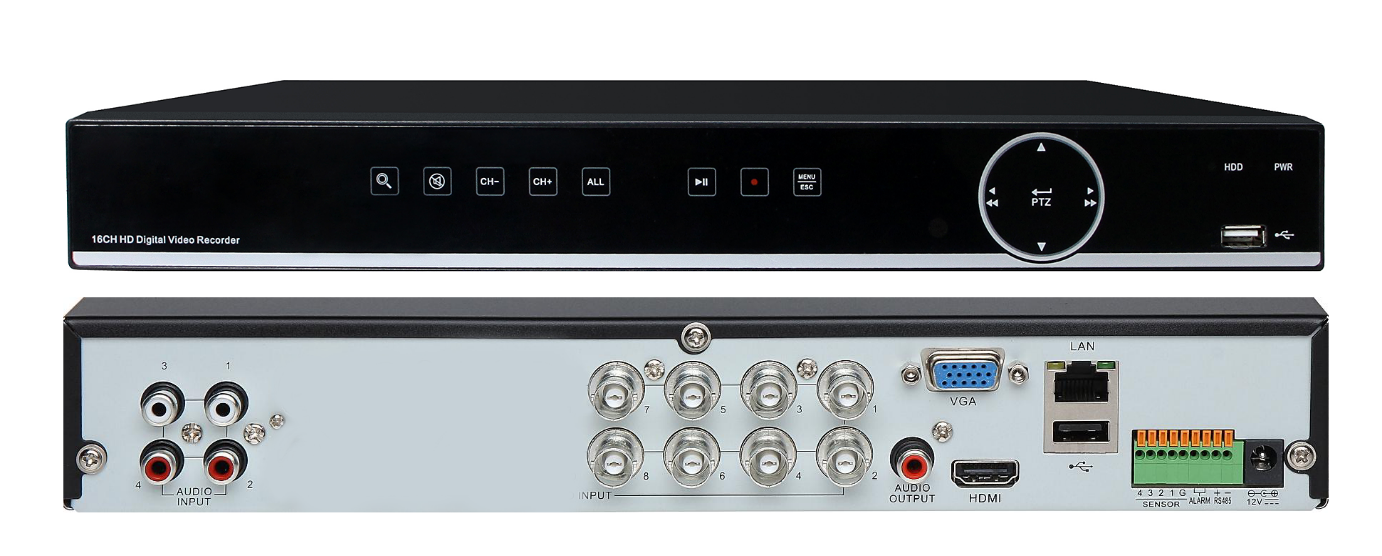 CH− CH+ ALL MENU ESC
HDD PWR
PTZ
16CH HD Digital Video Recorder
LAN
3 1
VGA
7 5 3 1
8 6 4 2
4 AUDIO INPUT 2
INPUT
AUDIO OUTPUT
HDMI
4 3 2 1 G ALARM + − RS485
SENSOR
12V